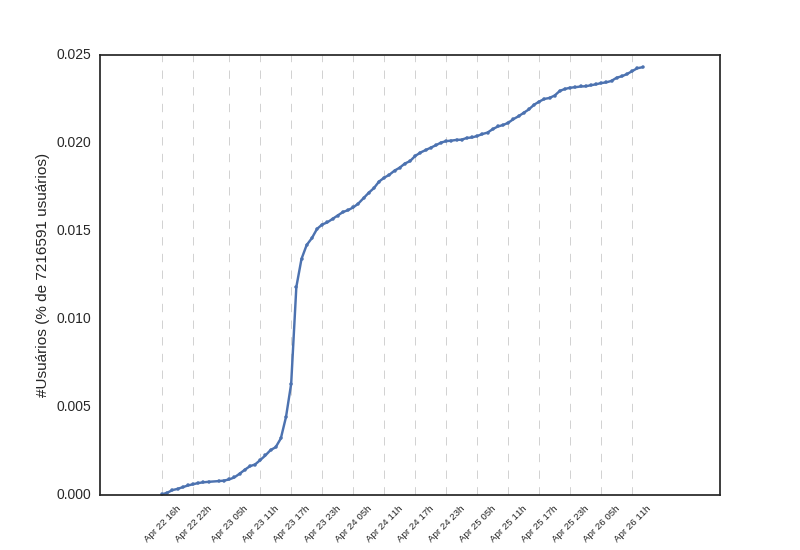 0.025
0.020
0.015
0.010
0.005
0.000
#Usuários (% de 7216591 usuários)
Apr 22 16h
Apr 22 22h
Apr 23 05h
Apr 23 11h
Apr 23 17h
Apr 23 23h
Apr 24 05h
Apr 24 11h
Apr 24 17h
Apr 24 23h
Apr 25 05h
Apr 25 11h
Apr 25 17h
Apr 25 23h
Apr 26 05h
Apr 26 11h